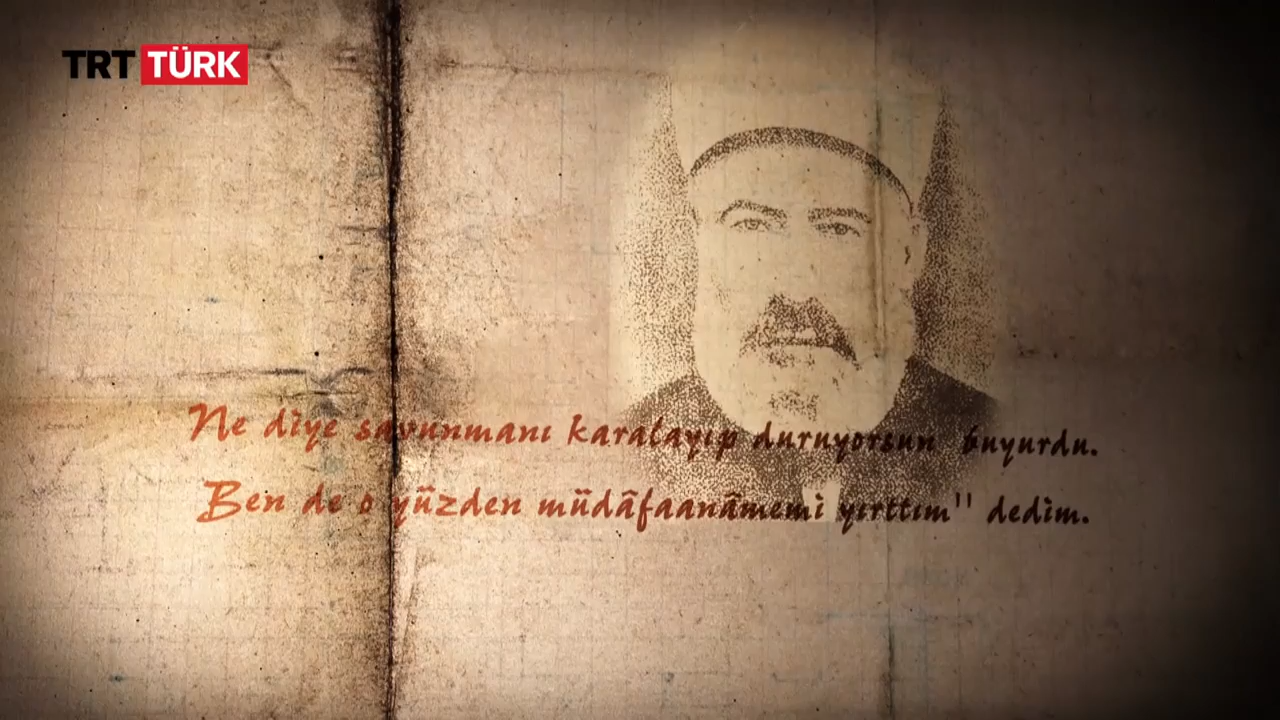 TRT TÜRK
Ne diye savunmanı karalayıp duruyorsun buyurdu.
Ben de o yüzden müdâfaanâmemi yırttım" dedim.